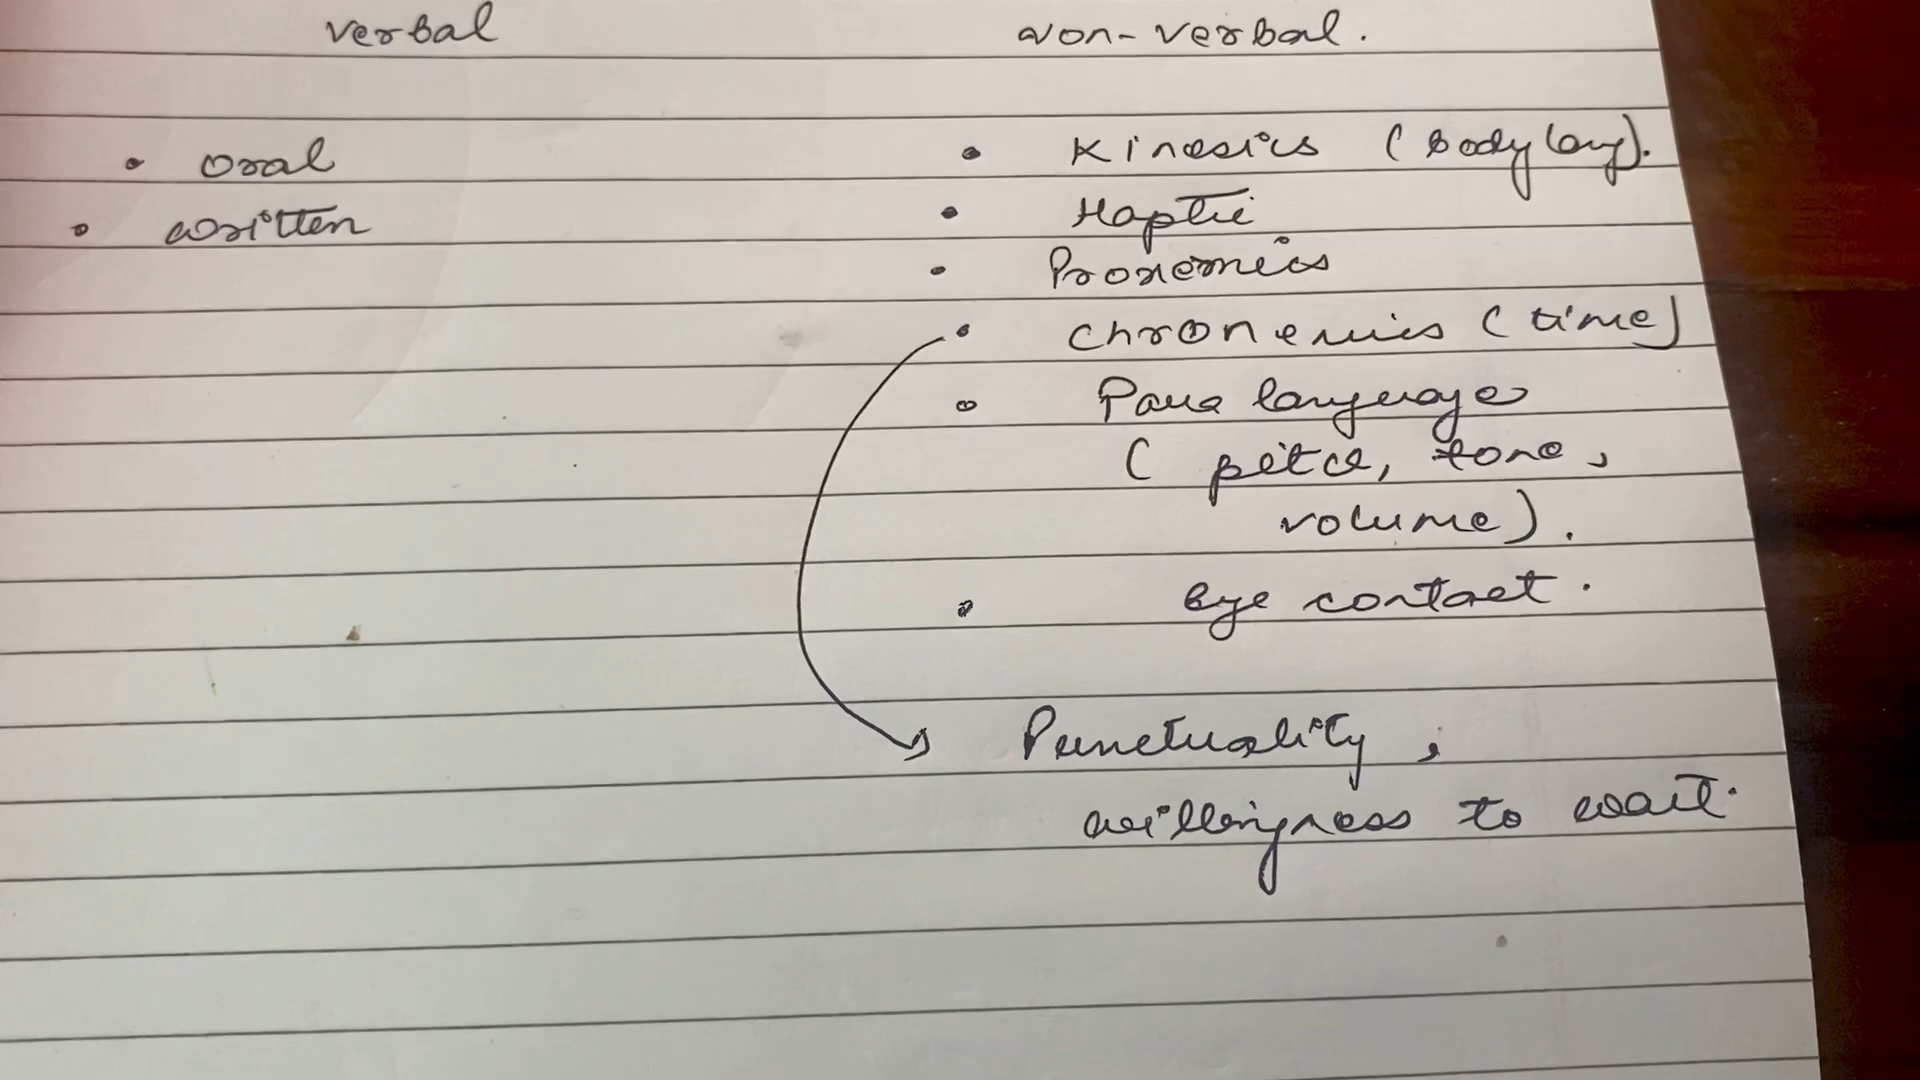 verbal non-verbal.
• oral • Kinesics (body lang).
• written • Haptic
• Proxemics
• chronemics (time)
• Para language
( pitch, tone,
volume).
• eye contact.
Punctuality,
willingness to wait.